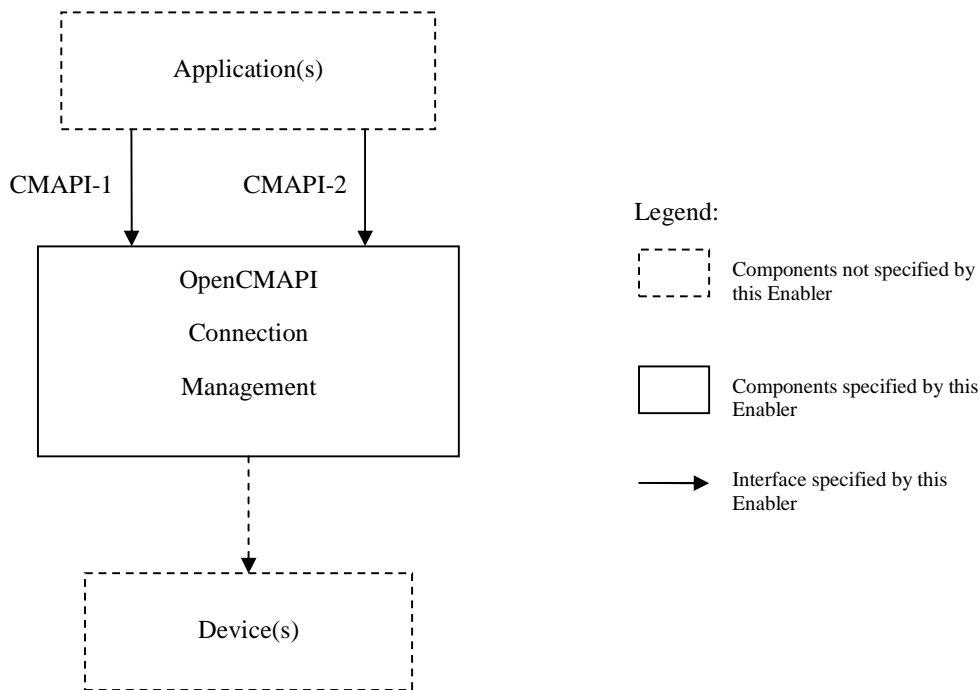 Application(s)
CMAPI-1
CMAPI-2
OpenCMAPI
Connection
Management
Device(s)
Legend:
Components not specified by
this Enabler
Components specified by this
Enabler
Interface specified by this
Enabler